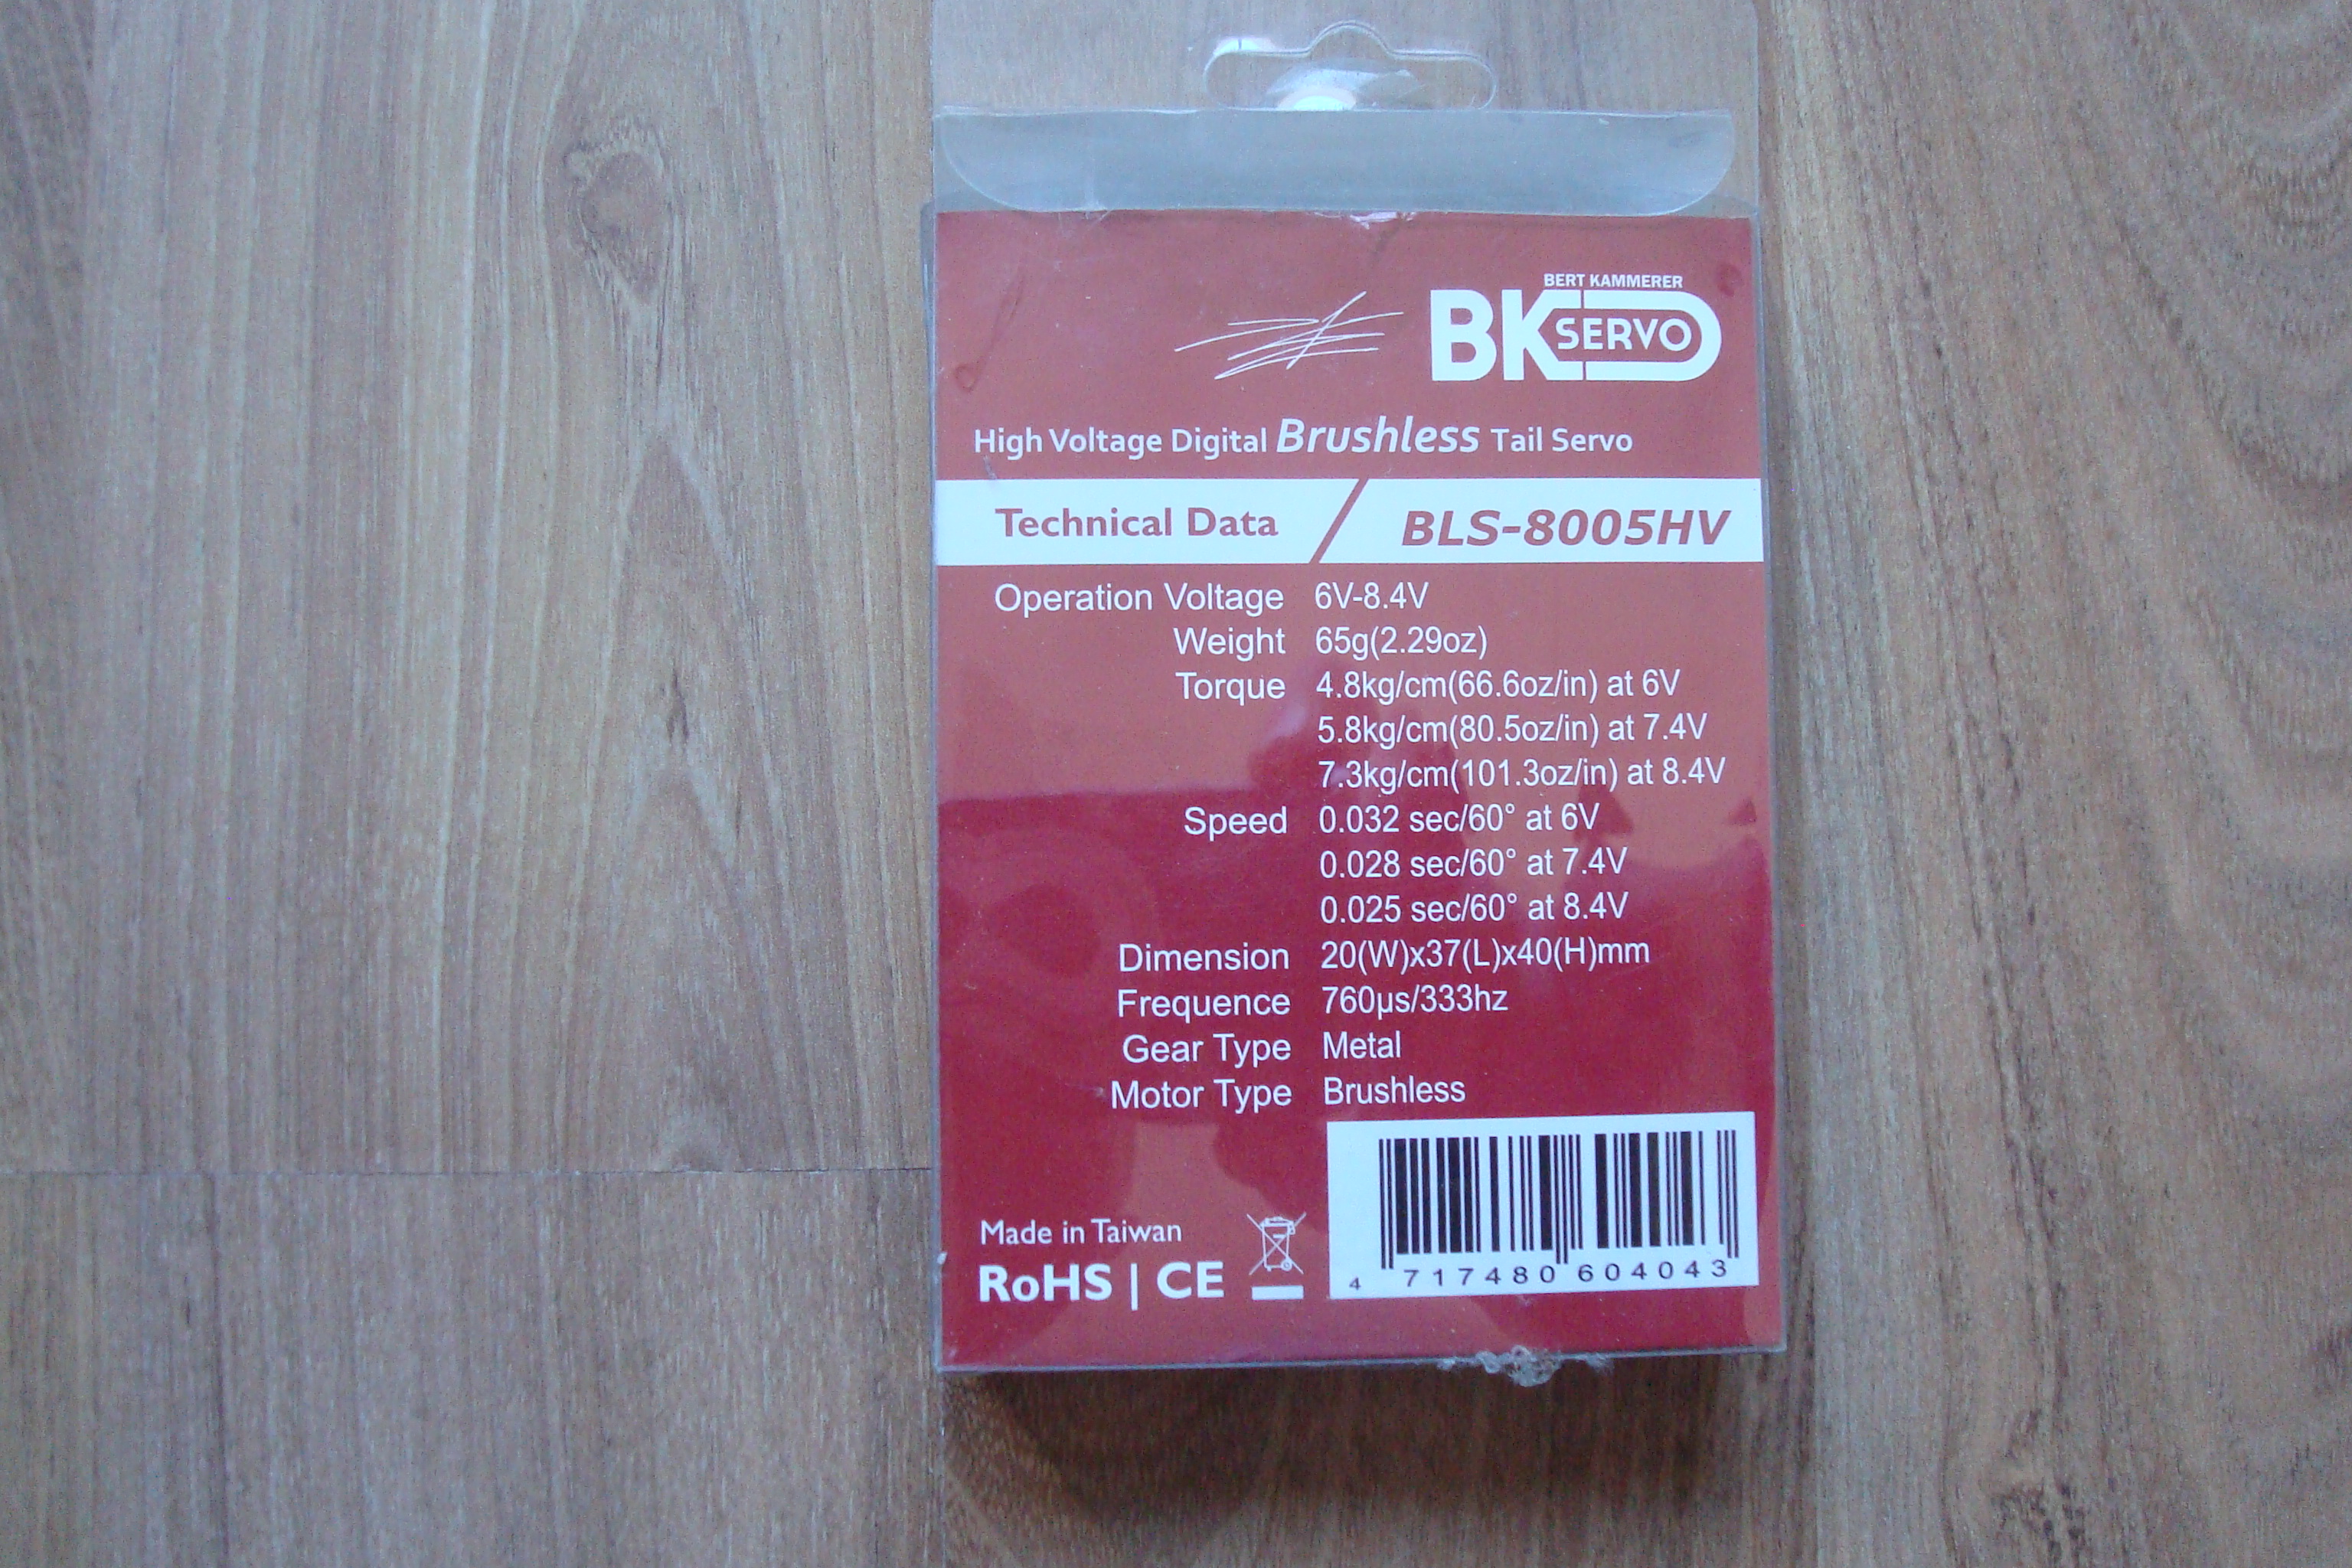 BERT KAMMERER
BK SERVO
High Voltage Digital Brushless Tail Servo
Technical Data / BLS-8005HV
Operation Voltage 6V-8.4V
Weight 65g(2.29oz)
Torque 4.8kg/cm(66.6oz/in) at 6V
5.8kg/cm(80.5oz/in) at 7.4V
7.3kg/cm(101.3oz/in) at 8.4V
Speed 0.032 sec/60° at 6V
0.028 sec/60° at 7.4V
0.025 sec/60° at 8.4V
Dimension 20(W)x37(L)x40(H)mm
Frequence 760µs/333hz
Gear Type Metal
Motor Type Brushless
Made in Taiwan
RoHS | CE
4 717480 604043